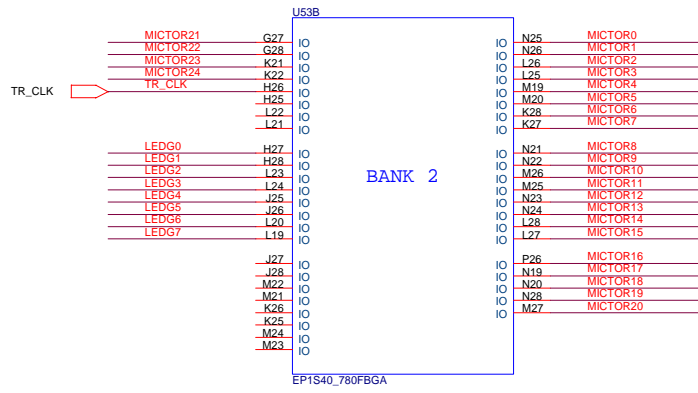 U53B
MICTOR21 G27 IO IO N25 MICTOR0
MICTOR22 G28 IO IO N26 MICTOR1
MICTOR23 K21 IO IO L26 MICTOR2
MICTOR24 K22 IO IO L25 MICTOR3
TR_CLK TR_CLK H26 IO IO M19 MICTOR4
H25 IO IO M20 MICTOR5
L22 IO IO K28 MICTOR6
L21 IO IO K27 MICTOR7
LEDG0 H27 IO IO N21 MICTOR8
LEDG1 H28 IO IO N22 MICTOR9
LEDG2 L23 IO IO M26 MICTOR10
BANK 2
LEDG3 L24 IO IO M25 MICTOR11
LEDG4 J25 IO IO N23 MICTOR12
LEDG5 J26 IO IO N24 MICTOR13
LEDG6 L20 IO IO L28 MICTOR14
LEDG7 L19 IO IO L27 MICTOR15
J27 IO IO P26 MICTOR16
J28 IO IO N19 MICTOR17
M22 IO IO N20 MICTOR18
M21 IO IO N28 MICTOR19
K26 IO IO M27 MICTOR20
K25 IO
M24 IO
M23 IO
EP1S40_780FBGA